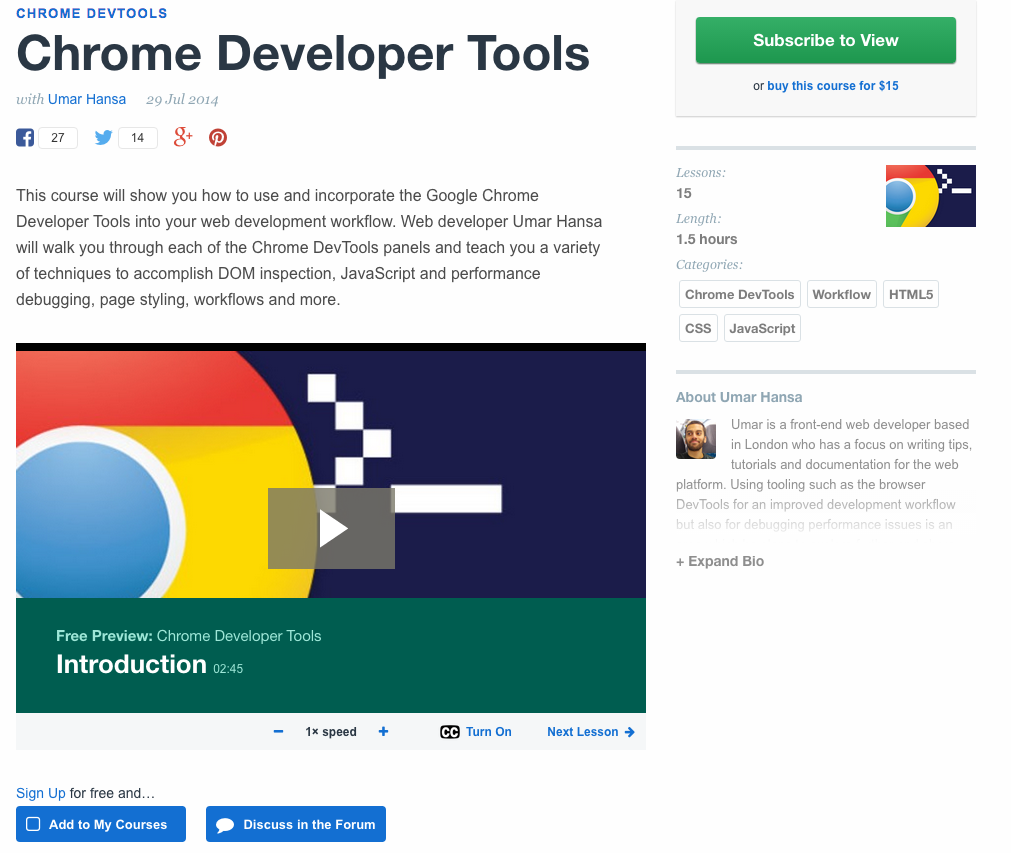 CHROME DEVTOOLS
Chrome Developer Tools
with Umar Hansa 29 Jul 2014
27 14
This course will show you how to use and incorporate the Google Chrome
Developer Tools into your web development workflow. Web developer Umar Hansa
will walk you through each of the Chrome DevTools panels and teach you a variety
of techniques to accomplish DOM inspection, JavaScript and performance
debugging, page styling, workflows and more.
Free Preview: Chrome Developer Tools
Introduction 02:45
− 1× speed + CC Turn On Next Lesson →
Sign Up for free and…
Add to My Courses Discuss in the Forum
Subscribe to View
or buy this course for $15
Lessons:
15
Length:
1.5 hours
Categories:
Chrome DevTools Workflow HTML5
CSS JavaScript
About Umar Hansa
Umar is a front-end web developer based
in London who has a focus on writing tips,
tutorials and documentation for the web
platform. Using tooling such as the browser
DevTools for an improved development workflow
but also for debugging performance issues is an
+ Expand Bio